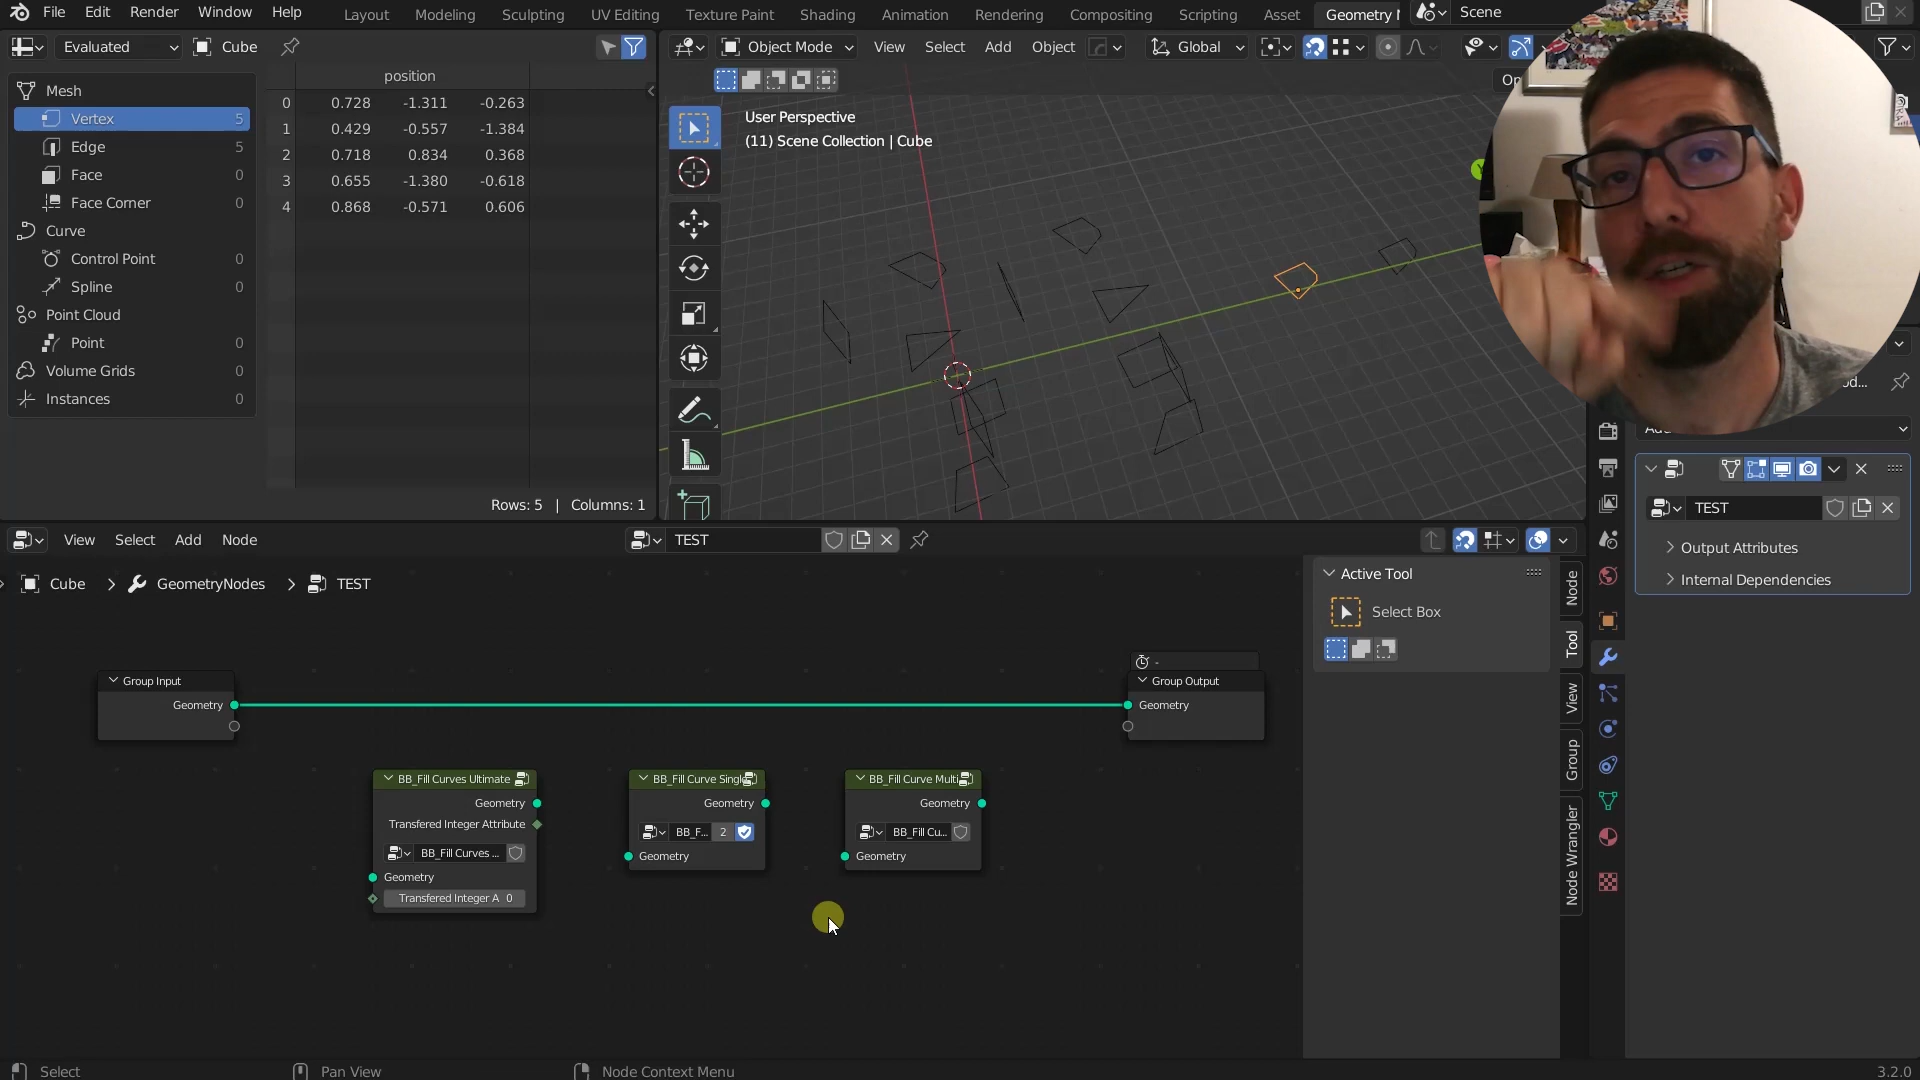 File Edit Render Window Help
Layout Modeling Sculpting UV Editing Texture Paint Shading Animation Rendering Compositing Scripting Asset Geometry
Scene
Evaluated Cube
Object Mode View Select Add Object Global
Mesh
Vertex 5
Edge 5
Face 0
Face Corner 0
Curve
Control Point 0
Spline 0
Point Cloud
Point 0
Volume Grids 0
Instances 0
position
0 0.728 -1.311 -0.263
1 0.429 -0.557 -1.384
2 0.718 0.834 0.368
3 0.655 -1.380 -0.618
4 0.868 -0.571 0.606
Rows: 5 | Columns: 1
User Perspective
(11) Scene Collection | Cube
TEST
Output Attributes
Internal Dependencies
View Select Add Node
TEST
Cube > GeometryNodes > TEST
Active Tool
Select Box
Node
Tool
View
Group
Node Wrangler
Group Input
Geometry
-
Group Output
Geometry
BB_Fill Curves Ultimate
Geometry
Transfered Integer Attribute
BB_Fill Curves ...
Geometry
Transfered Integer A 0
BB_Fill Curve Singl
Geometry
BB_F... 2
Geometry
BB_Fill Curve Multi
Geometry
BB_Fill Cu...
Geometry
Select
Pan View
Node Context Menu
3.2.0